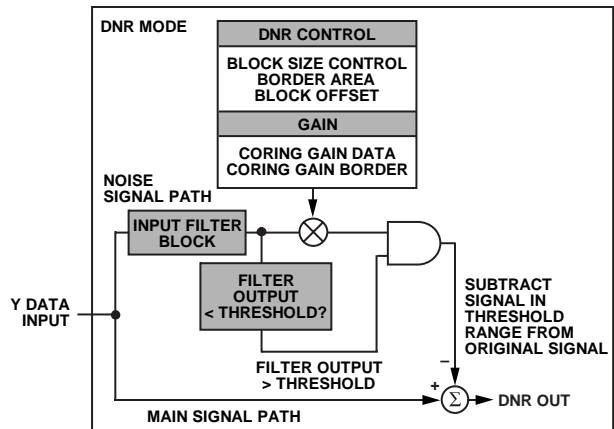 DNR MODE
DNR CONTROL
BLOCK SIZE CONTROL
BORDER AREA
BLOCK OFFSET
GAIN
CORING GAIN DATA
CORING GAIN BORDER
NOISE
SIGNAL PATH
INPUT FILTER
BLOCK
FILTER
OUTPUT
< THRESHOLD?
Y DATA
INPUT
SUBTRACT
SIGNAL IN
THRESHOLD
RANGE FROM
ORIGINAL SIGNAL
FILTER OUTPUT
> THRESHOLD
–
+
Σ
DNR OUT
MAIN SIGNAL PATH